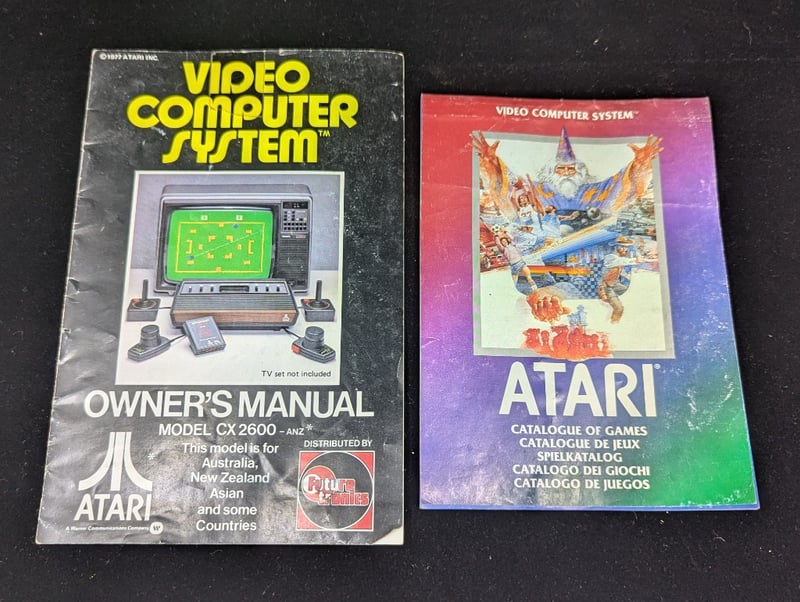 ©1977 ATARI INC.
VIDEO
COMPUTER
SYSTEM™
TV set not included
OWNER'S MANUAL
MODEL CX 2600 - ANZ *
* This model is for
Australia,
New Zealand
Asian
and some
Countries
DISTRIBUTED BY
Future
Tronics
ATARI
A Warner Communications Company W
VIDEO COMPUTER SYSTEM™
ATARI®
CATALOGUE OF GAMES
CATALOGUE DE JEUX
SPIELKATALOG
CATALOGO DEI GIOCHI
CATALOGO DE JUEGOS